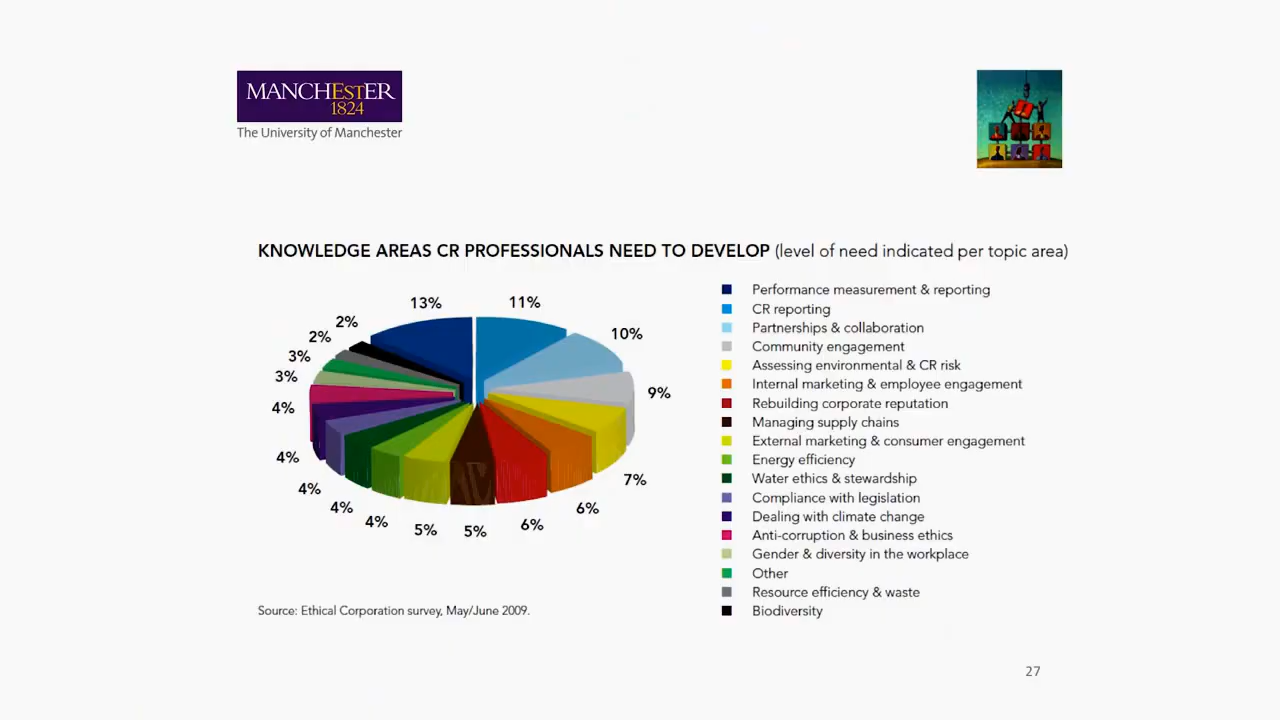 MANCHEstER
1824
The University of Manchester
KNOWLEDGE AREAS CR PROFESSIONALS NEED TO DEVELOP (level of need indicated per topic area)
13%
11%
10%
9%
7%
6%
6%
5%
5%
4%
4%
4%
4%
4%
3%
3%
2%
2%
Performance measurement & reporting
CR reporting
Partnerships & collaboration
Community engagement
Assessing environmental & CR risk
Internal marketing & employee engagement
Rebuilding corporate reputation
Managing supply chains
External marketing & consumer engagement
Energy efficiency
Water ethics & stewardship
Compliance with legislation
Dealing with climate change
Anti-corruption & business ethics
Gender & diversity in the workplace
Other
Resource efficiency & waste
Biodiversity
Source: Ethical Corporation survey, May/June 2009.
27